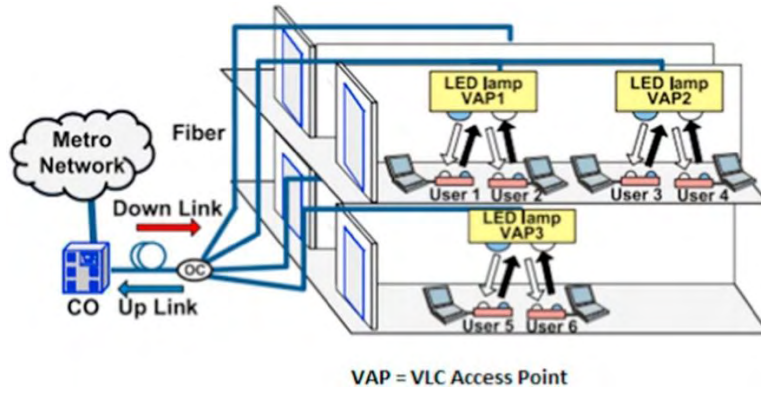 Metro
Network
Fiber
Down Link
OC
CO
Up Link
LED lamp
VAP1
LED lamp
VAP2
User 1
User 2
User 3
User 4
LED lamp
VAP3
User 5
User 6
VAP = VLC Access Point